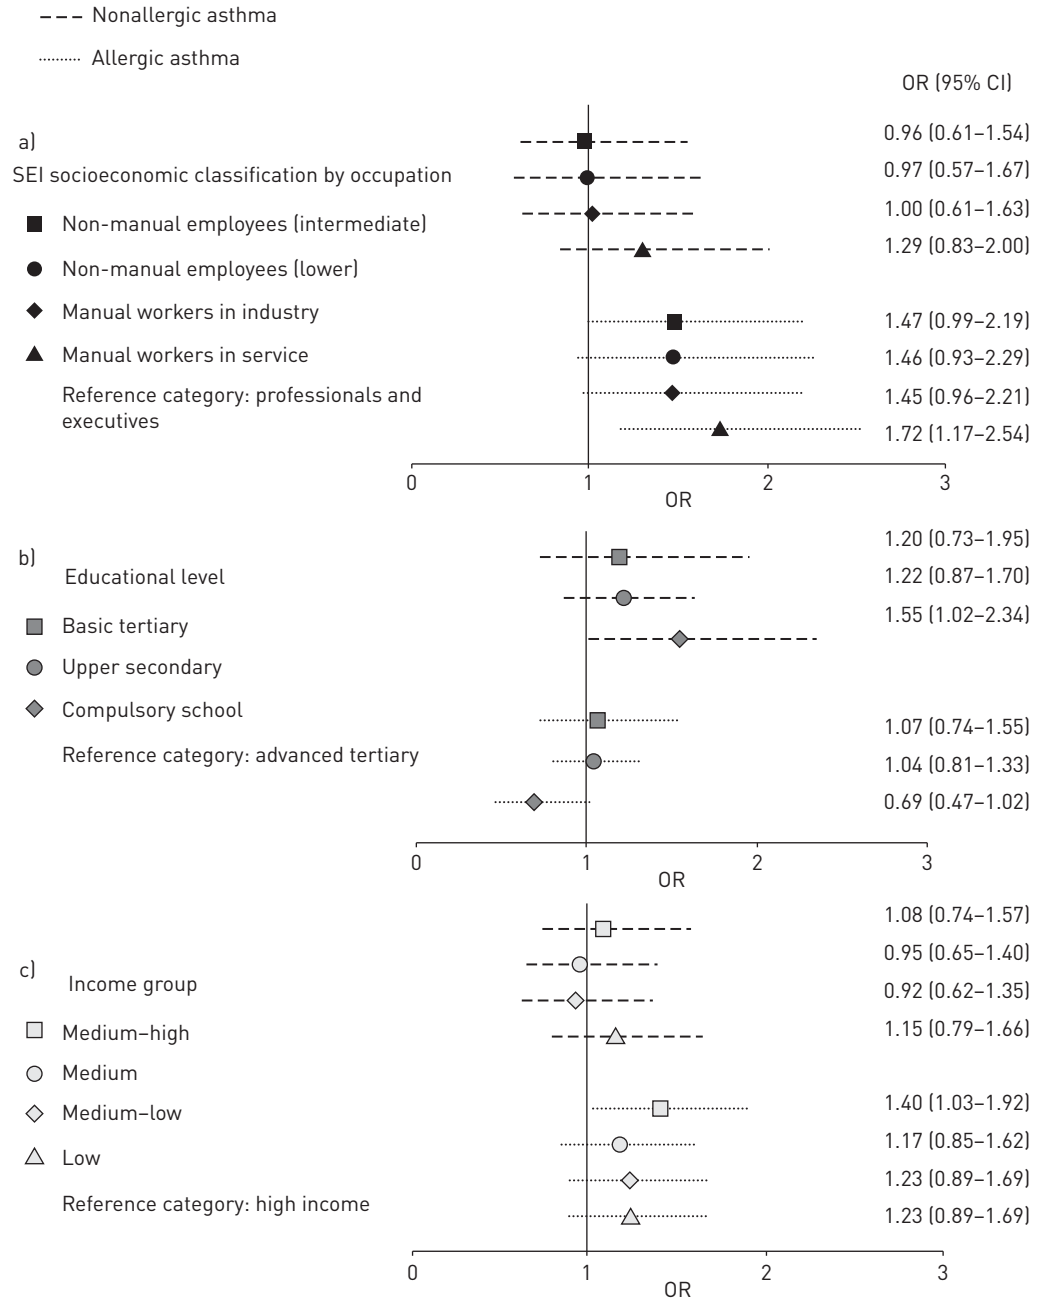 Nonallergic asthma
Allergic asthma
OR (95% CI)
a)
SEI socioeconomic classification by occupation
Non-manual employees (intermediate)
Non-manual employees (lower)
Manual workers in industry
Manual workers in service
Reference category: professionals and
executives
0.96 (0.61–1.54)
0.97 (0.57–1.67)
1.00 (0.61–1.63)
1.29 (0.83–2.00)
1.47 (0.99–2.19)
1.46 (0.93–2.29)
1.45 (0.96–2.21)
1.72 (1.17–2.54)
0 1 2 3
OR
b)
Educational level
Basic tertiary
Upper secondary
Compulsory school
Reference category: advanced tertiary
1.20 (0.73–1.95)
1.22 (0.87–1.70)
1.55 (1.02–2.34)
1.07 (0.74–1.55)
1.04 (0.81–1.33)
0.69 (0.47–1.02)
0 1 2 3
OR
c)
Income group
Medium–high
Medium
Medium–low
Low
Reference category: high income
1.08 (0.74–1.57)
0.95 (0.65–1.40)
0.92 (0.62–1.35)
1.15 (0.79–1.66)
1.40 (1.03–1.92)
1.17 (0.85–1.62)
1.23 (0.89–1.69)
1.23 (0.89–1.69)
0 1 2 3
OR